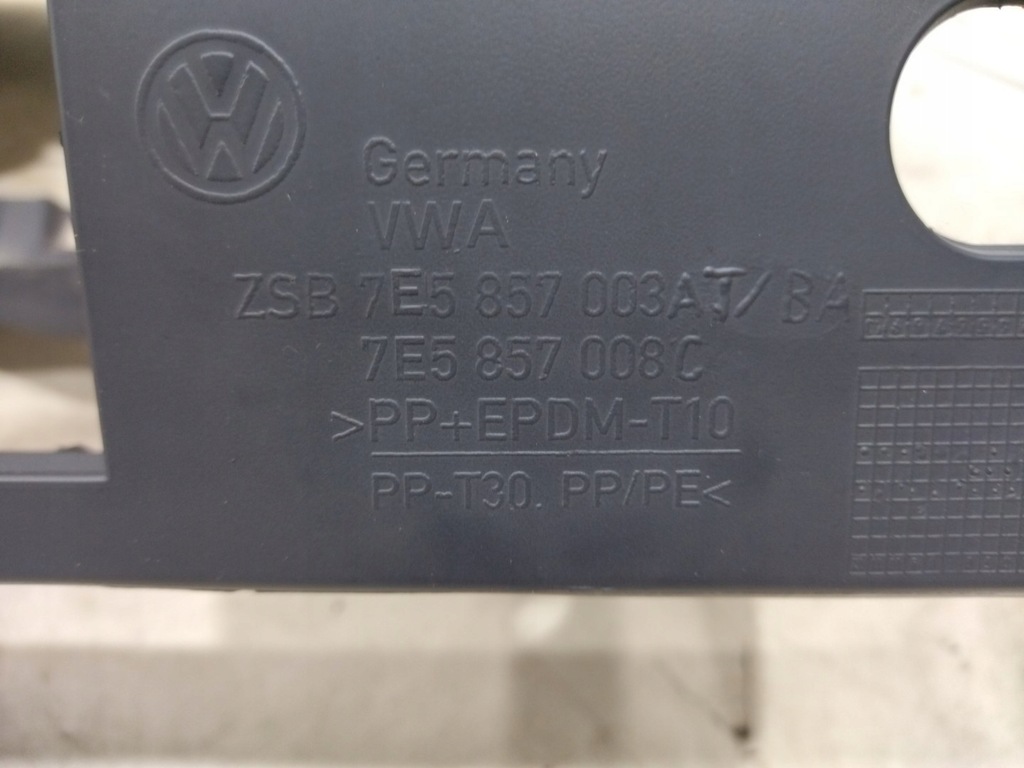 Germany
VWA
ZSB 7E5 857 003AJ/BA
7E5 857 008C
>PP+EPDM-T10
PP-T30. PP/PE<